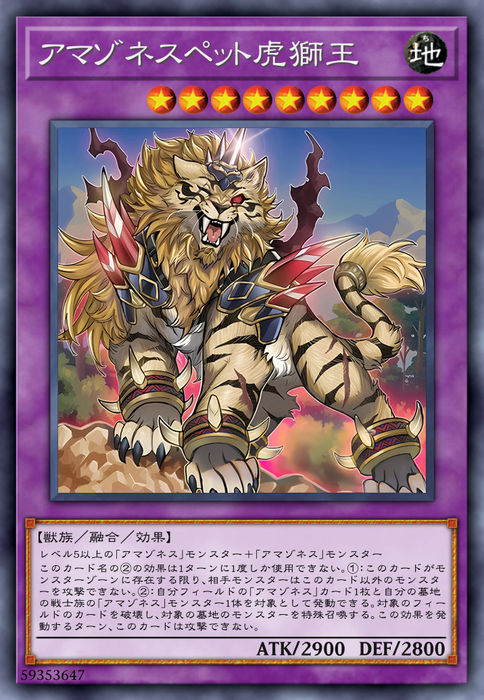 アマゾネスペット虎獅王
ち
地
【獣族／融合／効果】
レベル5以上の「アマゾネス」モンスター＋「アマゾネス」モンスター
このカード名の②の効果は1ターンに1度しか使用できない。①：このカードがモ
ンスターゾーンに存在する限り、相手モンスターはこのカード以外のモンスター
を攻撃できない。②：自分フィールドの「アマゾネス」カード1枚と自分の墓地
の戦士族の「アマゾネス」モンスター1体を対象として発動できる。対象のフィー
ルドのカードを破壊し、対象の墓地のモンスターを特殊召喚する。この効果を発
動するターン、このカードは攻撃できない。
ATK/2900 DEF/2800
59353647